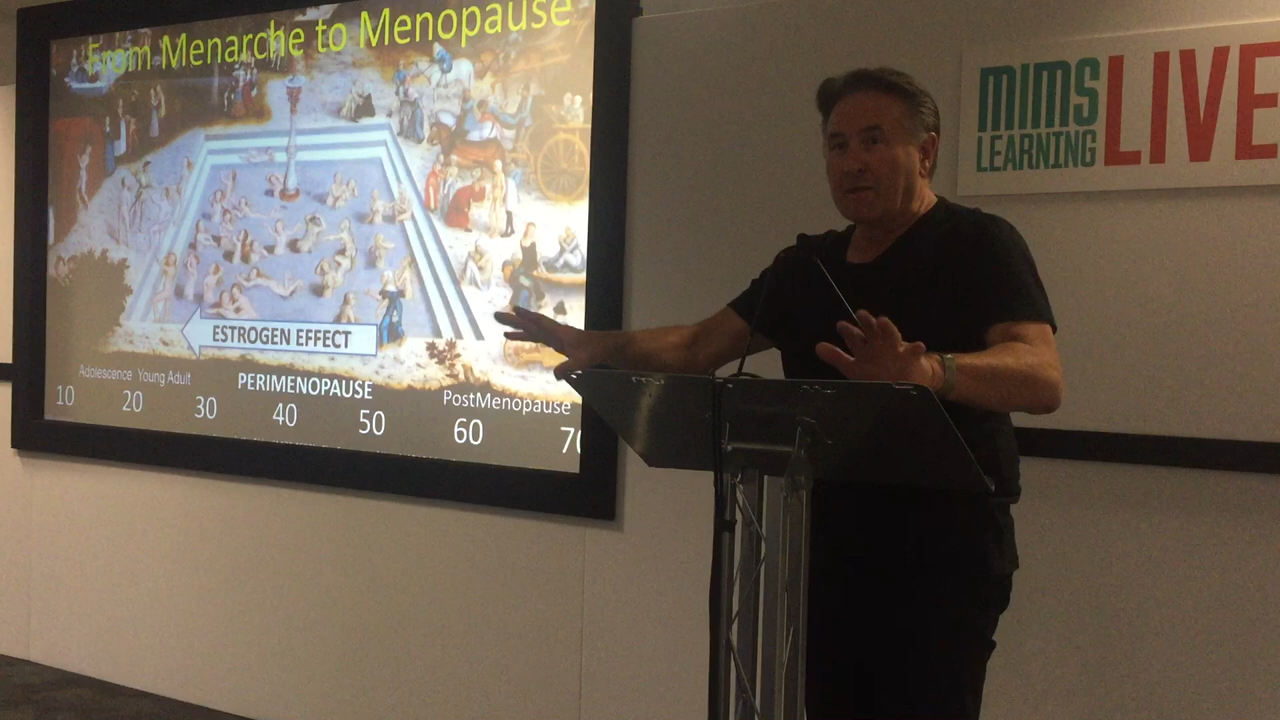 From Menarche to Menopause
ESTROGEN EFFECT
Adolescence Young Adult
PERIMENOPAUSE
PostMenopause
10 20 30 40 50 60 70
MIMS
LEARNING
LIVE